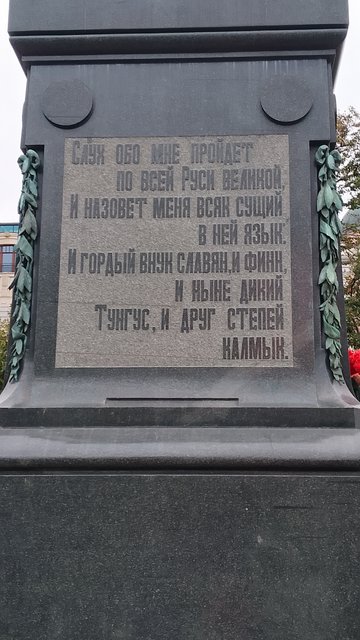 Слух обо мне пройдет
по всей Руси великой,
И назовет меня всяк сущий
в ней язык.
И гордый внук славян, и финн,
и ныне дикий
Тунгус, и друг степей
калмык.